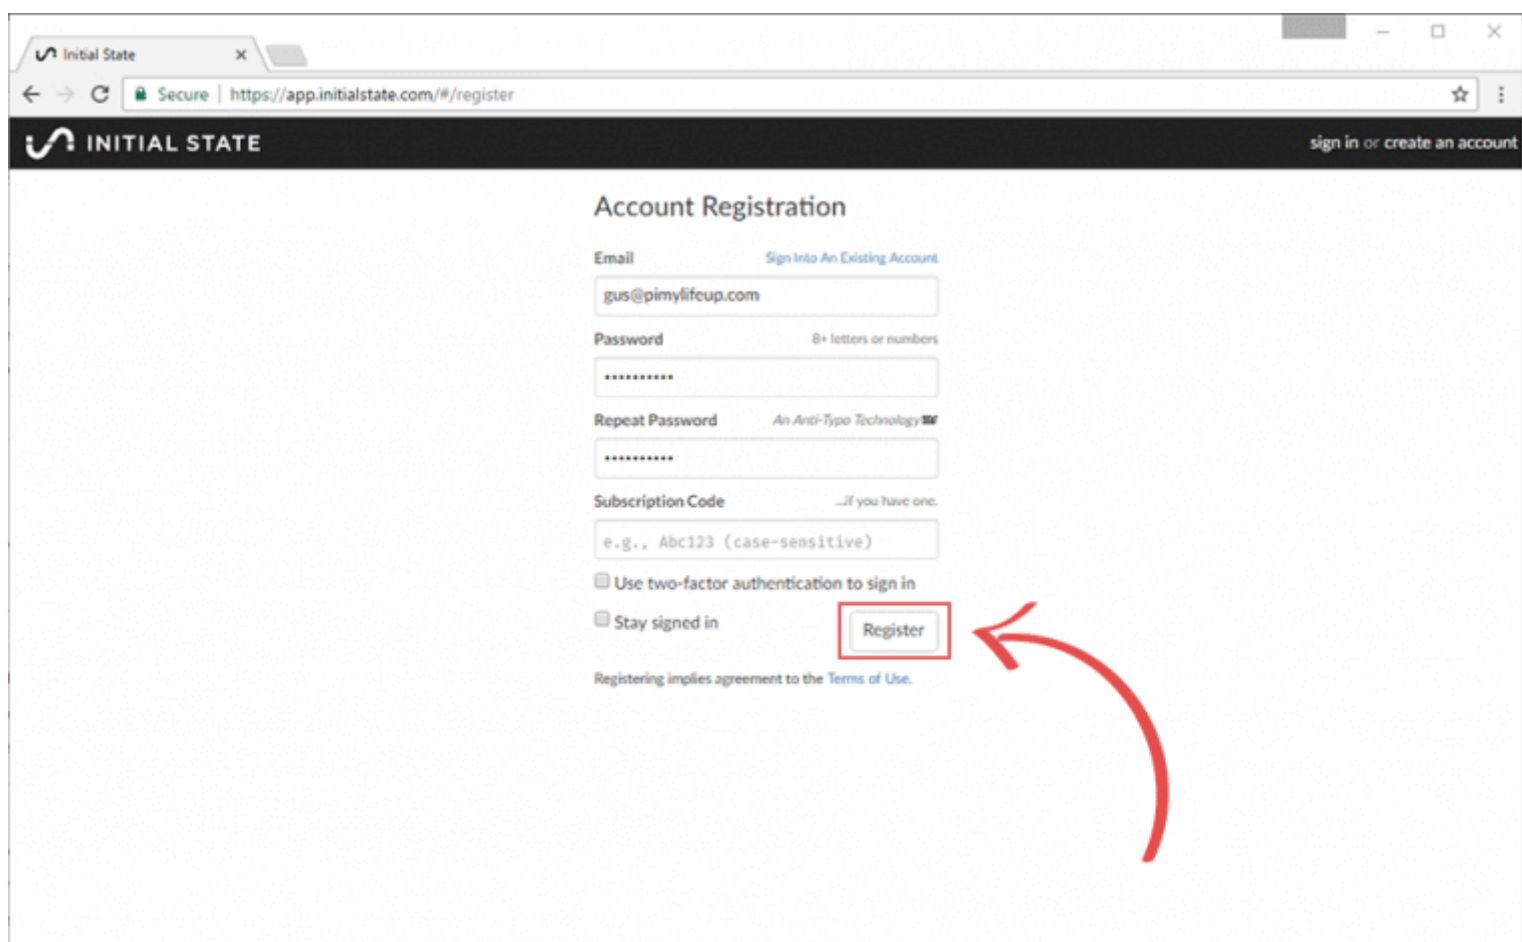 Initial State
Secure https://app.initialstate.com/#/register
INITIAL STATE
sign in or create an account
Account Registration
Email Sign Into An Existing Account
gus@pimylifeup.com
Password 8+ letters or numbers
••••••••••
Repeat Password An Anti-Typo Technology
••••••••••
Subscription Code ...if you have one.
e.g., Abc123 (case-sensitive)
Use two-factor authentication to sign in
Stay signed in
Register
Registering implies agreement to the Terms of Use.